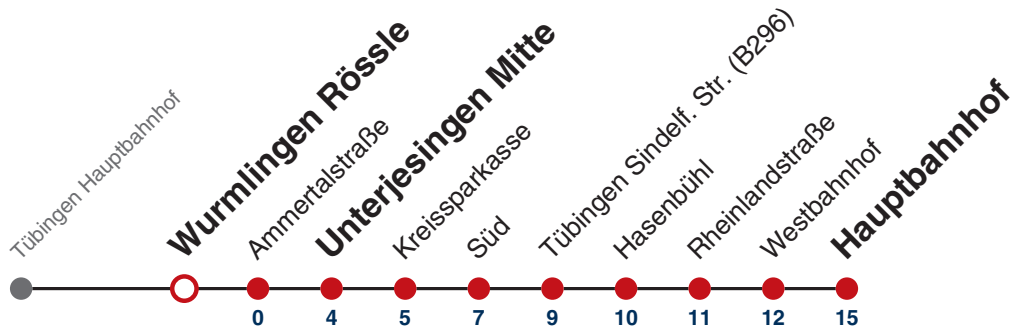 Tübingen Hauptbahnhof
Wurmlingen Rössle
Ammertalstraße
Unterjesingen Mitte
Kreissparkasse
Süd
Tübingen Sindelf. Str. (B296)
Hasenbühl
Rheinlandstraße
Westbahnhof
Hauptbahnhof
0 4 5 7 9 10 11 12 15